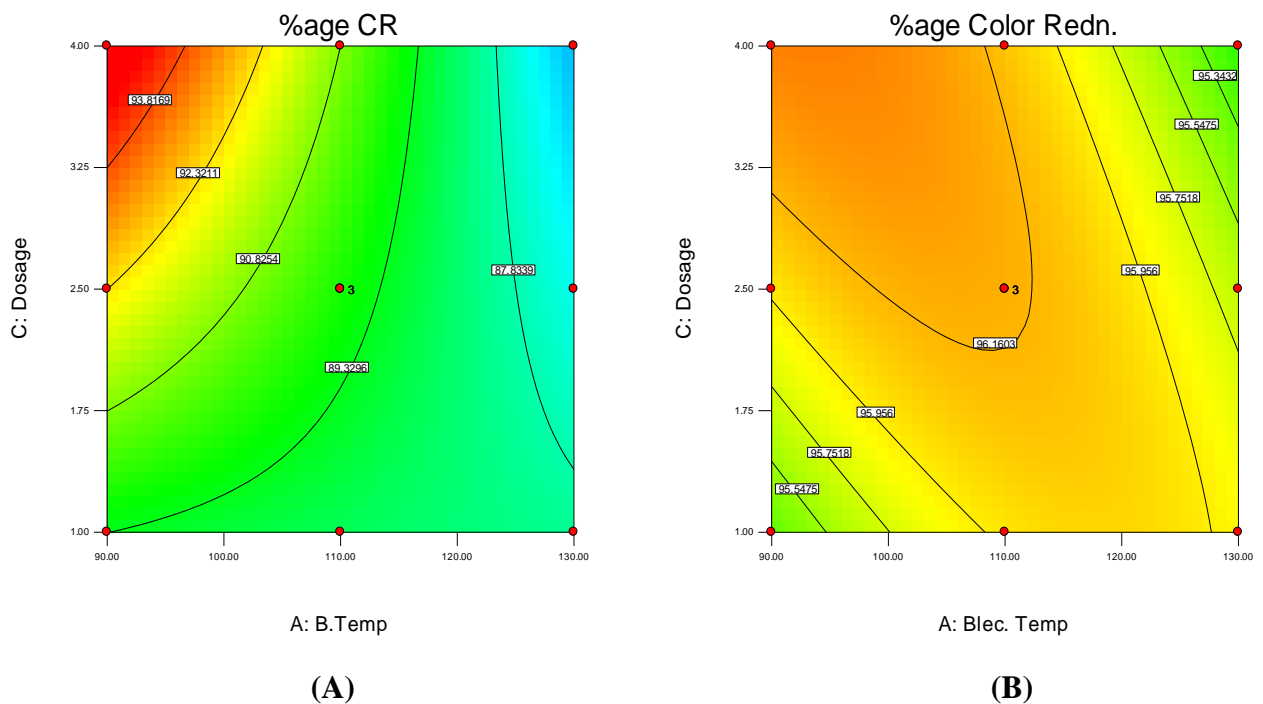 %age CR
4.00
3.25
2.50
1.75
1.00
C: Dosage
93.8169
92.3211
90.8254
89.3296
87.8339
3
90.00 100.00 110.00 120.00 130.00
A: B.Temp
(A)
%age Color Redn.
4.00
3.25
2.50
1.75
1.00
C: Dosage
95.3432
95.5475
95.7518
95.956
96.1603
95.956
95.7518
95.5475
3
90.00 100.00 110.00 120.00 130.00
A: Blec. Temp
(B)